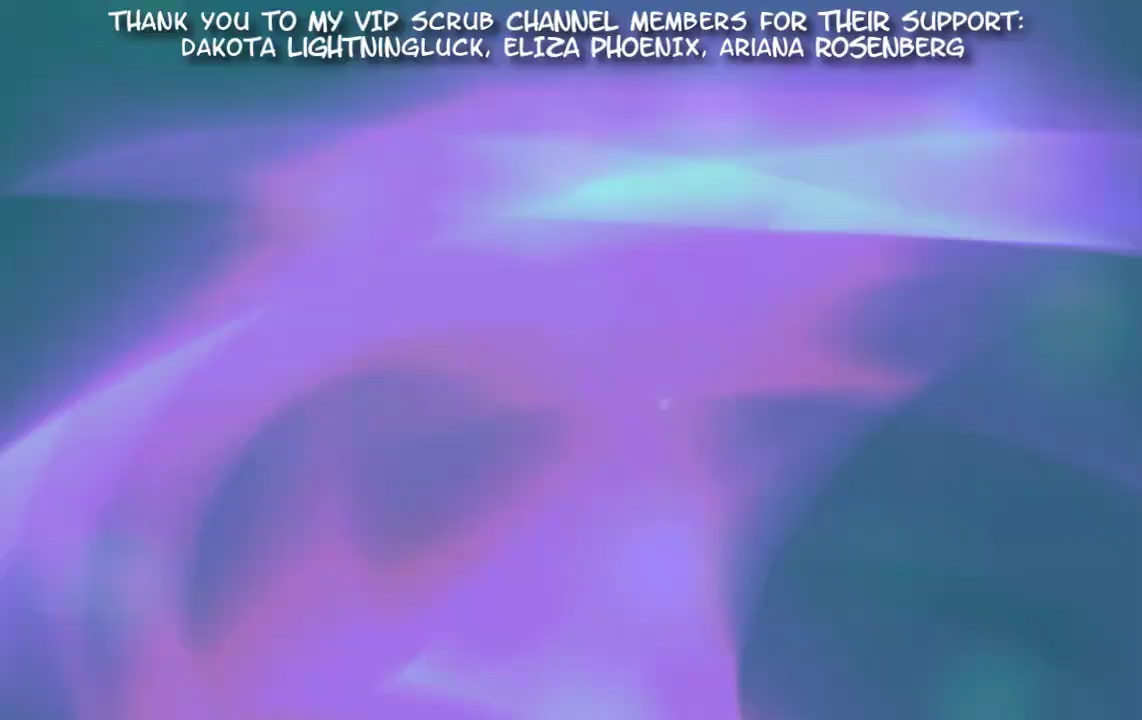 THANK YOU TO MY VIP SCRUB CHANNEL MEMBERS FOR THEIR SUPPORT:
DAKOTA LIGHTNINGLUCK, ELIZA PHOENIX, ARIANA ROSENBERG